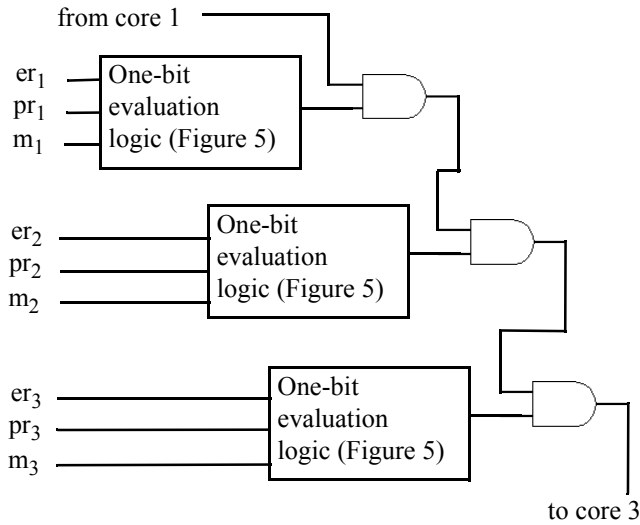 from core 1
er1
pr1
m1
One-bit
evaluation
logic (Figure 5)
er2
pr2
m2
One-bit
evaluation
logic (Figure 5)
er3
pr3
m3
One-bit
evaluation
logic (Figure 5)
to core 3